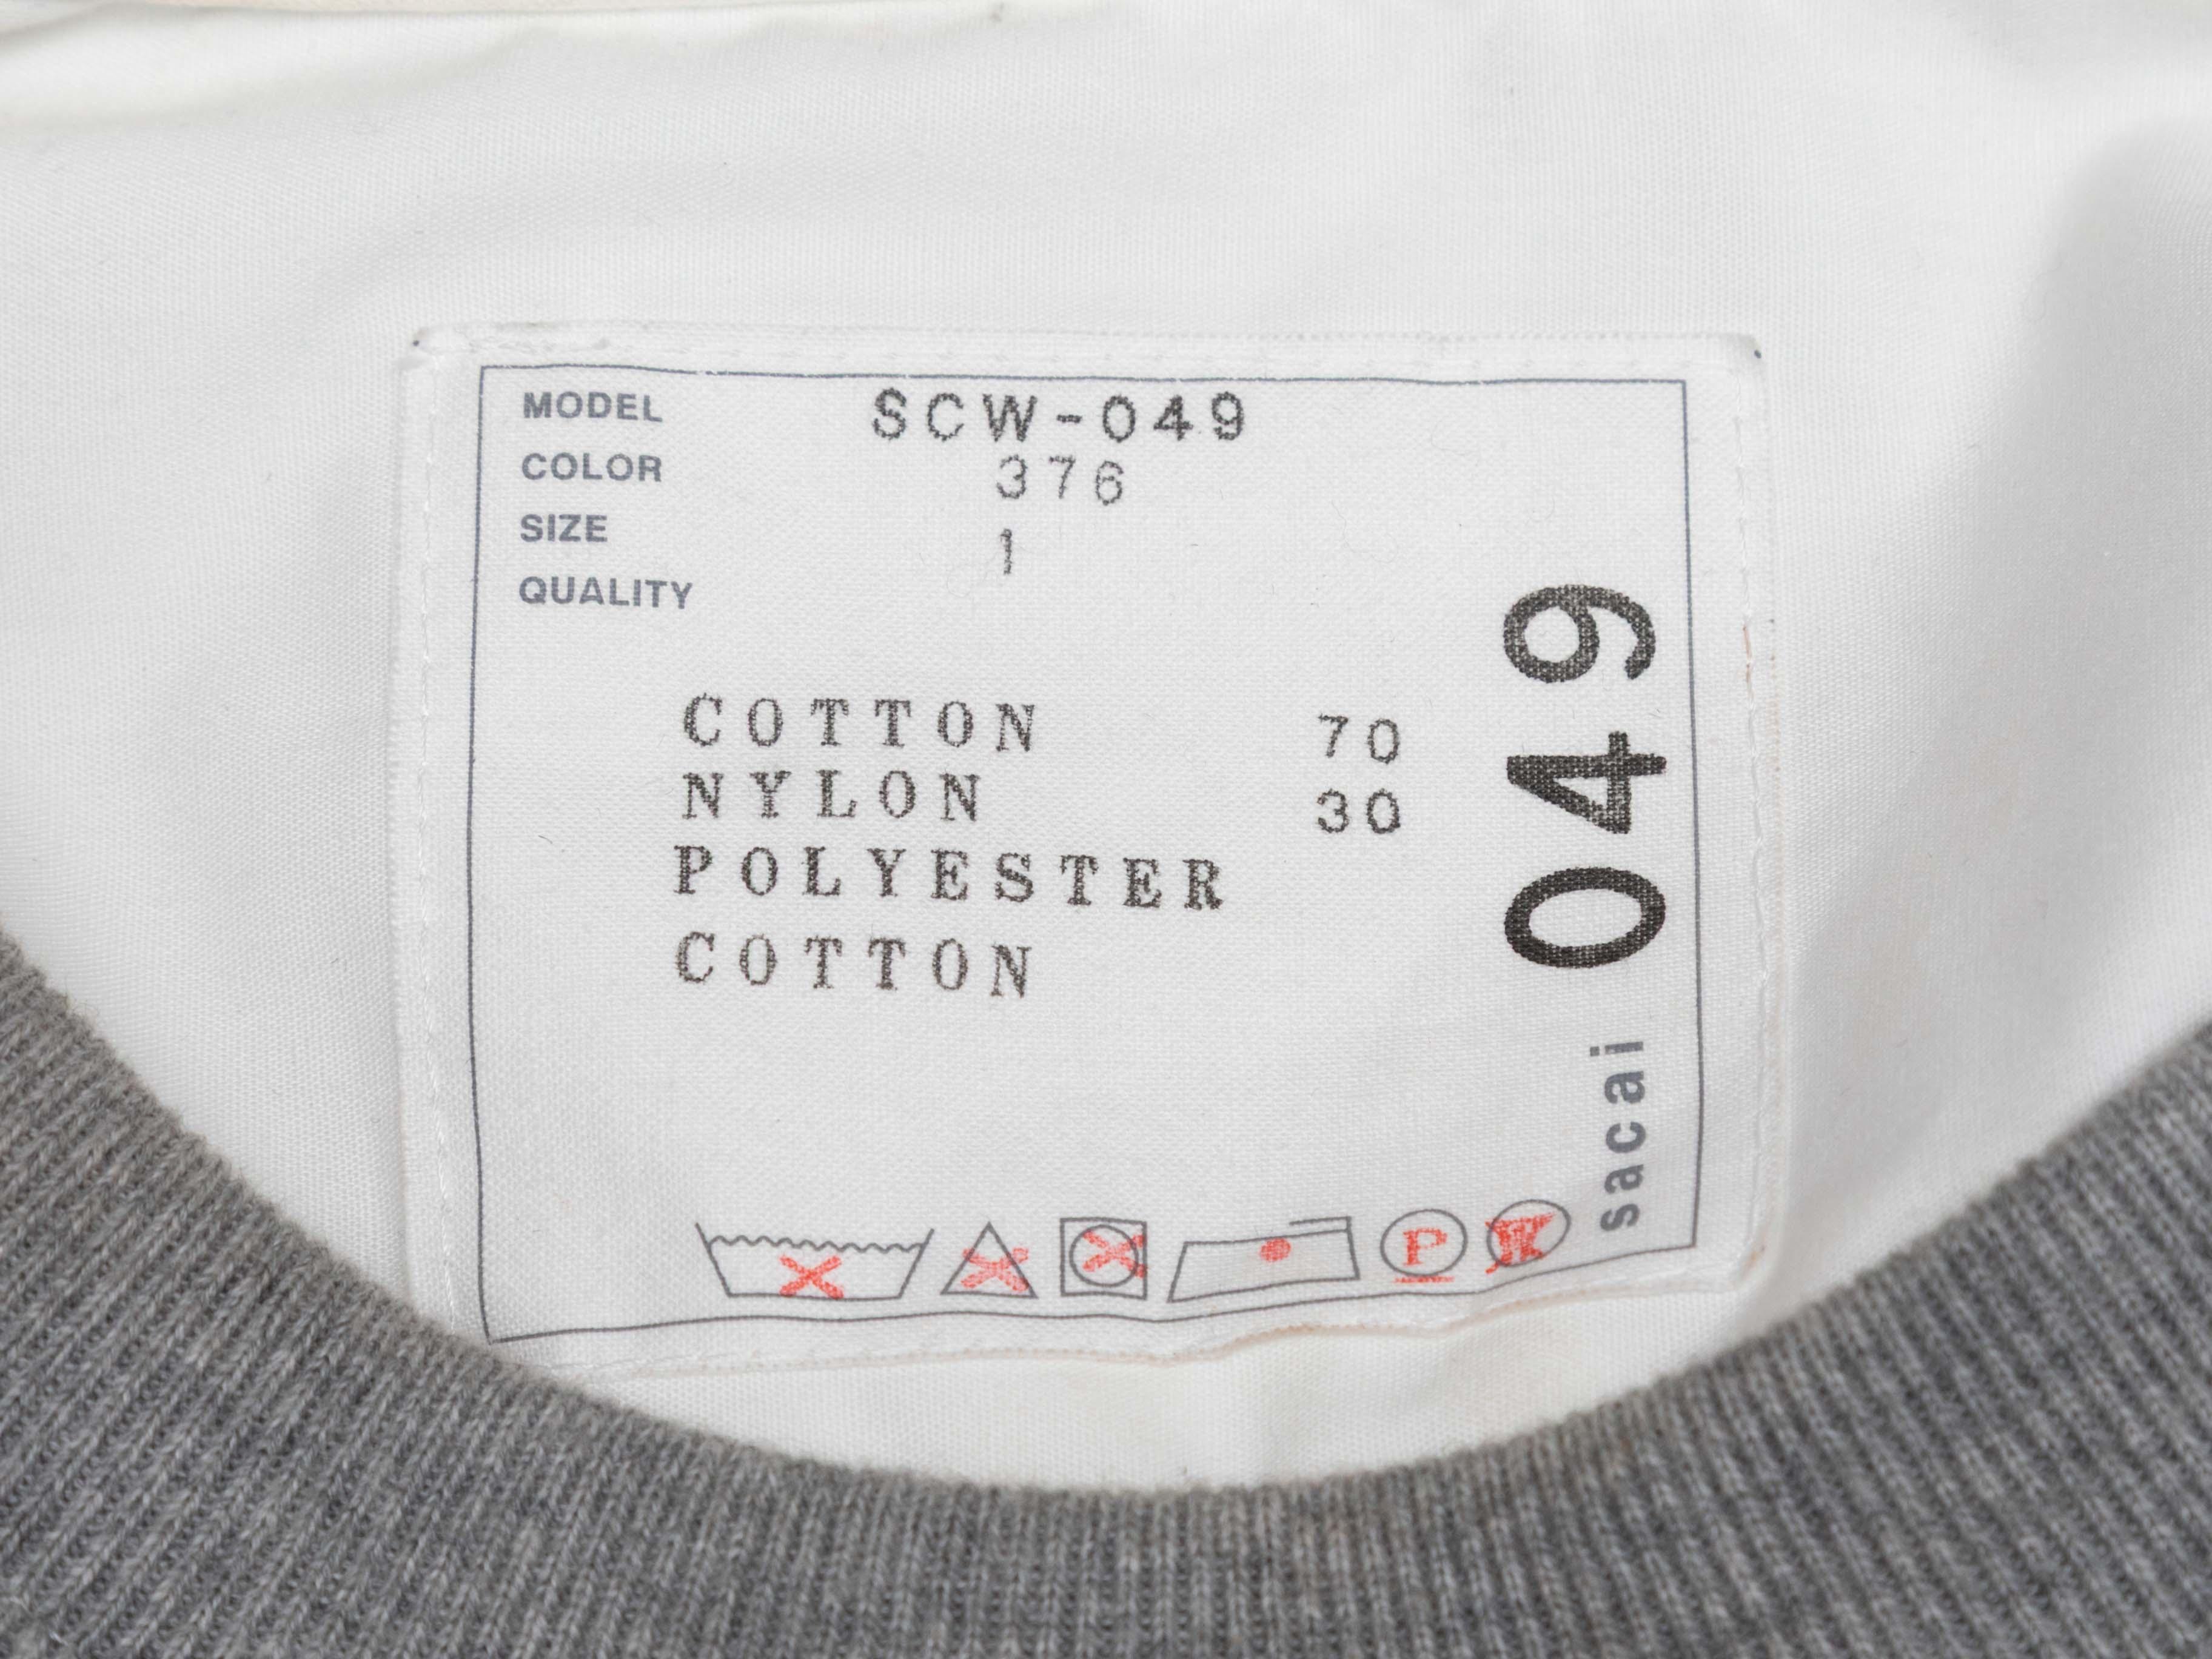 MODEL SCW-049
COLOR 376
SIZE 1
QUALITY
COTTON 70
NYLON 30
POLYESTER
COTTON
sacai 049
P
W